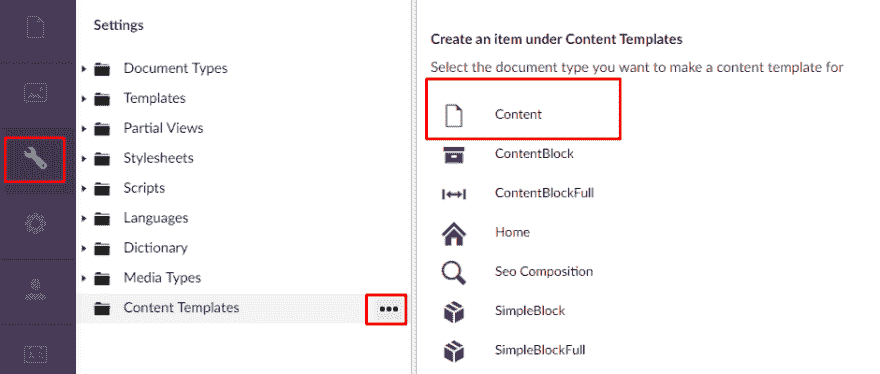 Settings
Document Types
Templates
Partial Views
Stylesheets
Scripts
Languages
Dictionary
Media Types
Content Templates
Create an item under Content Templates
Select the document type you want to make a content template for
Content
ContentBlock
ContentBlockFull
Home
Seo Composition
SimpleBlock
SimpleBlockFull